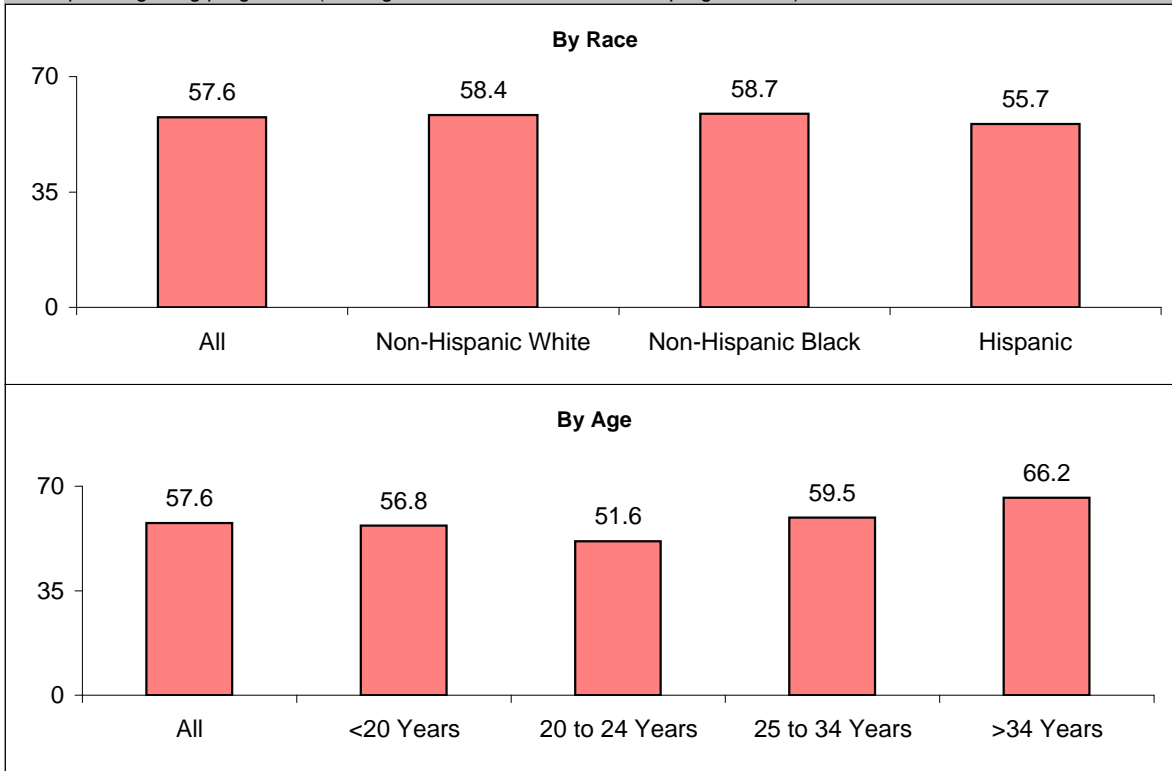 By Race
70
35
0
57.6
58.4
58.7
55.7
All
Non-Hispanic White
Non-Hispanic Black
Hispanic
By Age
70
35
0
57.6
56.8
51.6
59.5
66.2
All
<20 Years
20 to 24 Years
25 to 34 Years
>34 Years